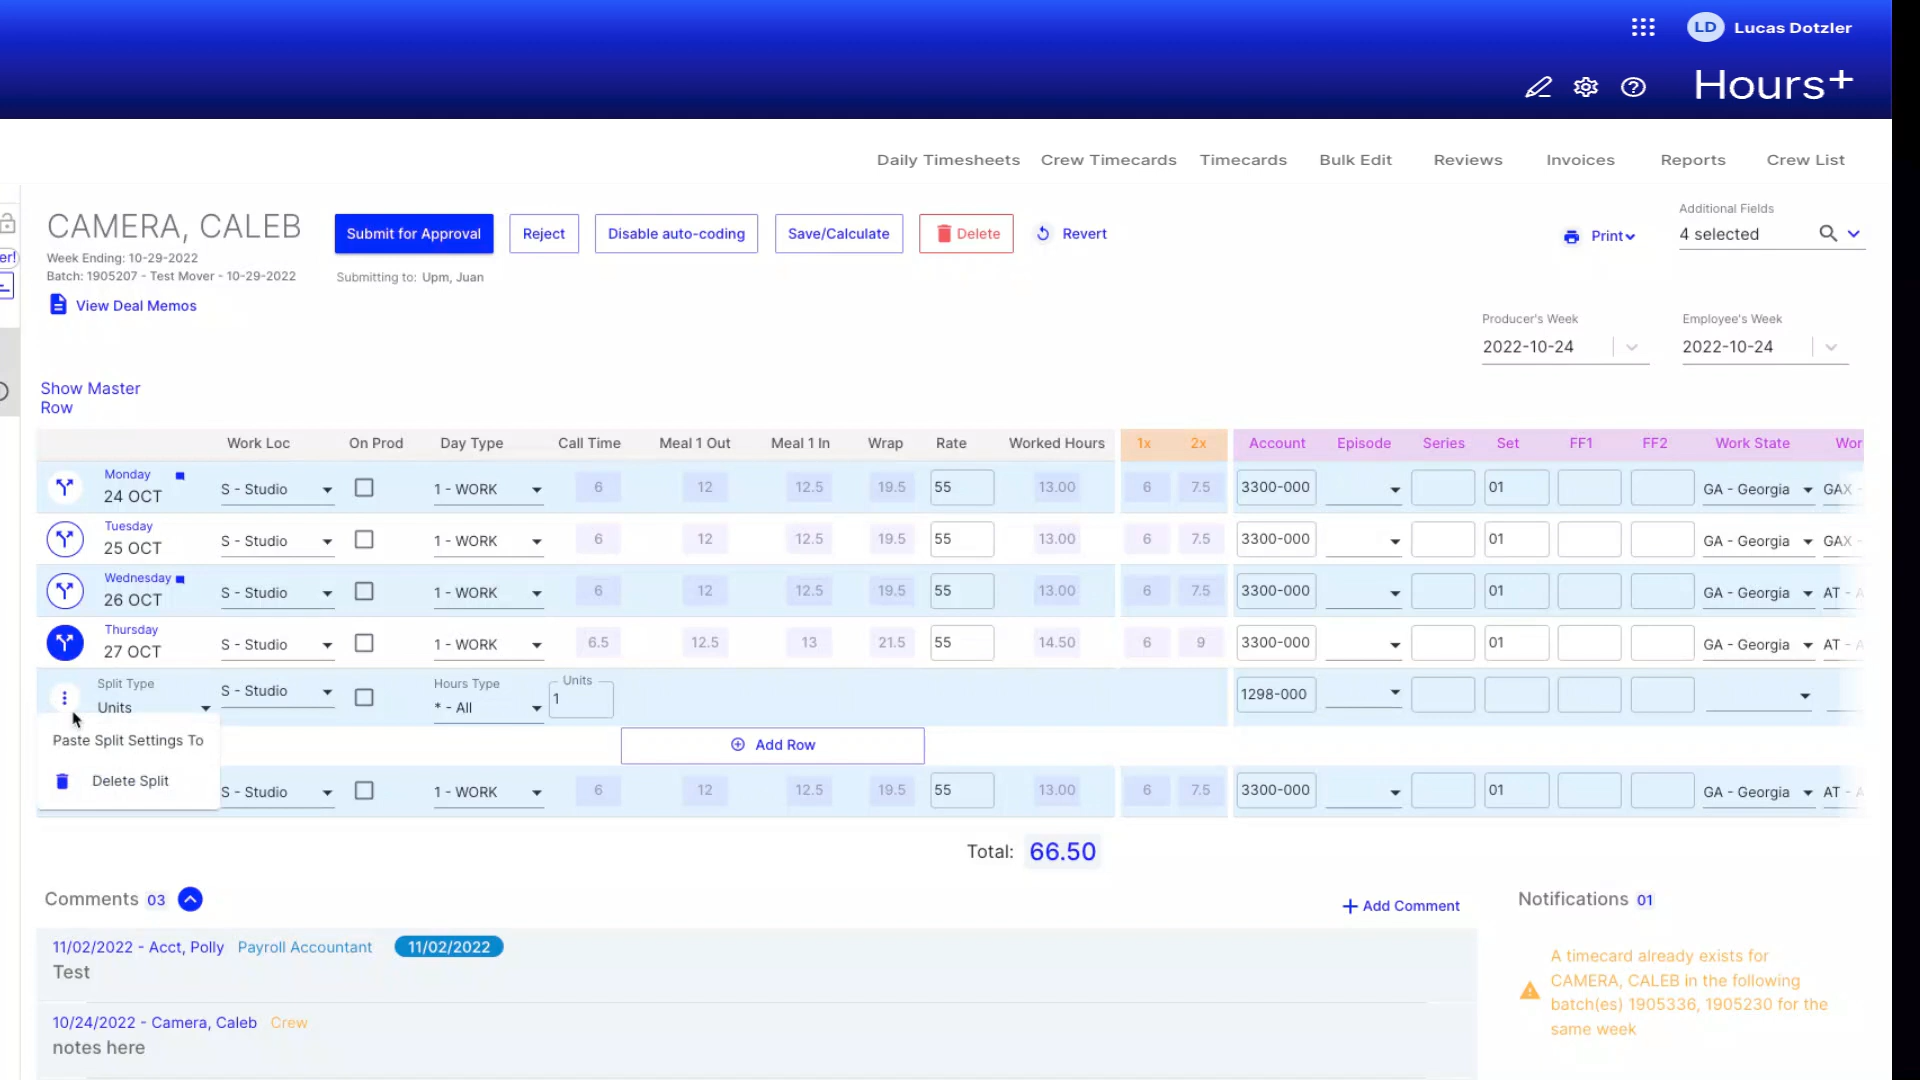 LD Lucas Dotzler
Hours+
Daily Timesheets Crew Timecards Timecards Bulk Edit Reviews Invoices Reports Crew List
CAMERA, CALEB
Week Ending: 10-29-2022
Batch: 1905207 - Test Mover - 10-29-2022
View Deal Memos
Submit for Approval Reject Disable auto-coding Save/Calculate Delete Revert
Submitting to: Upm, Juan
Print
Additional Fields
4 selected
er!
Producer's Week
2022-10-24
Employee's Week
2022-10-24
Show Master
Row
Work Loc On Prod Day Type Call Time Meal 1 Out Meal 1 In Wrap Rate Worked Hours 1x 2x Account Episode Series Set FF1 FF2 Work State Wor
Monday
24 OCT S - Studio 1 - WORK 6 12 12.5 19.5 55 13.00 6 7.5 3300-000 01 GA - Georgia GAX -
Tuesday
25 OCT S - Studio 1 - WORK 6 12 12.5 19.5 55 13.00 6 7.5 3300-000 01 GA - Georgia GAX -
Wednesday
26 OCT S - Studio 1 - WORK 6 12 12.5 19.5 55 13.00 6 7.5 3300-000 01 GA - Georgia AT - A
Thursday
27 OCT S - Studio 1 - WORK 6.5 12.5 13 21.5 55 14.50 6 9 3300-000 01 GA - Georgia AT - A
Split Type Hours Type Units
Units S - Studio * - All 1 1298-000
Paste Split Settings To
Add Row
Delete Split
S - Studio 1 - WORK 6 12 12.5 19.5 55 13.00 6 7.5 3300-000 01 GA - Georgia AT - A
Total: 66.50
Comments 03
Add Comment
11/02/2022 - Acct, Polly Payroll Accountant 11/02/2022
Test
10/24/2022 - Camera, Caleb Crew
notes here
Notifications 01
A timecard already exists for
CAMERA, CALEB in the following
batch(es) 1905336, 1905230 for the
same week